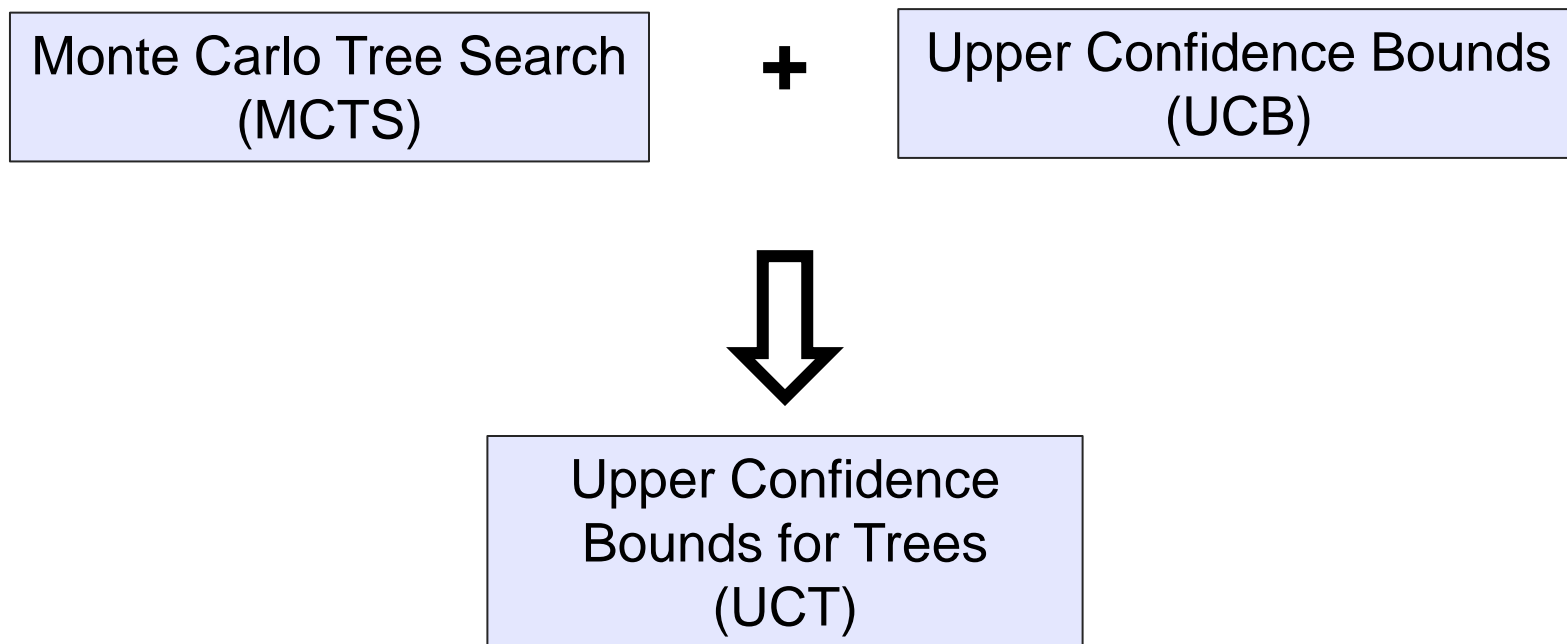 Monte Carlo Tree Search
(MCTS)
+
Upper Confidence Bounds
(UCB)
Upper Confidence
Bounds for Trees
(UCT)